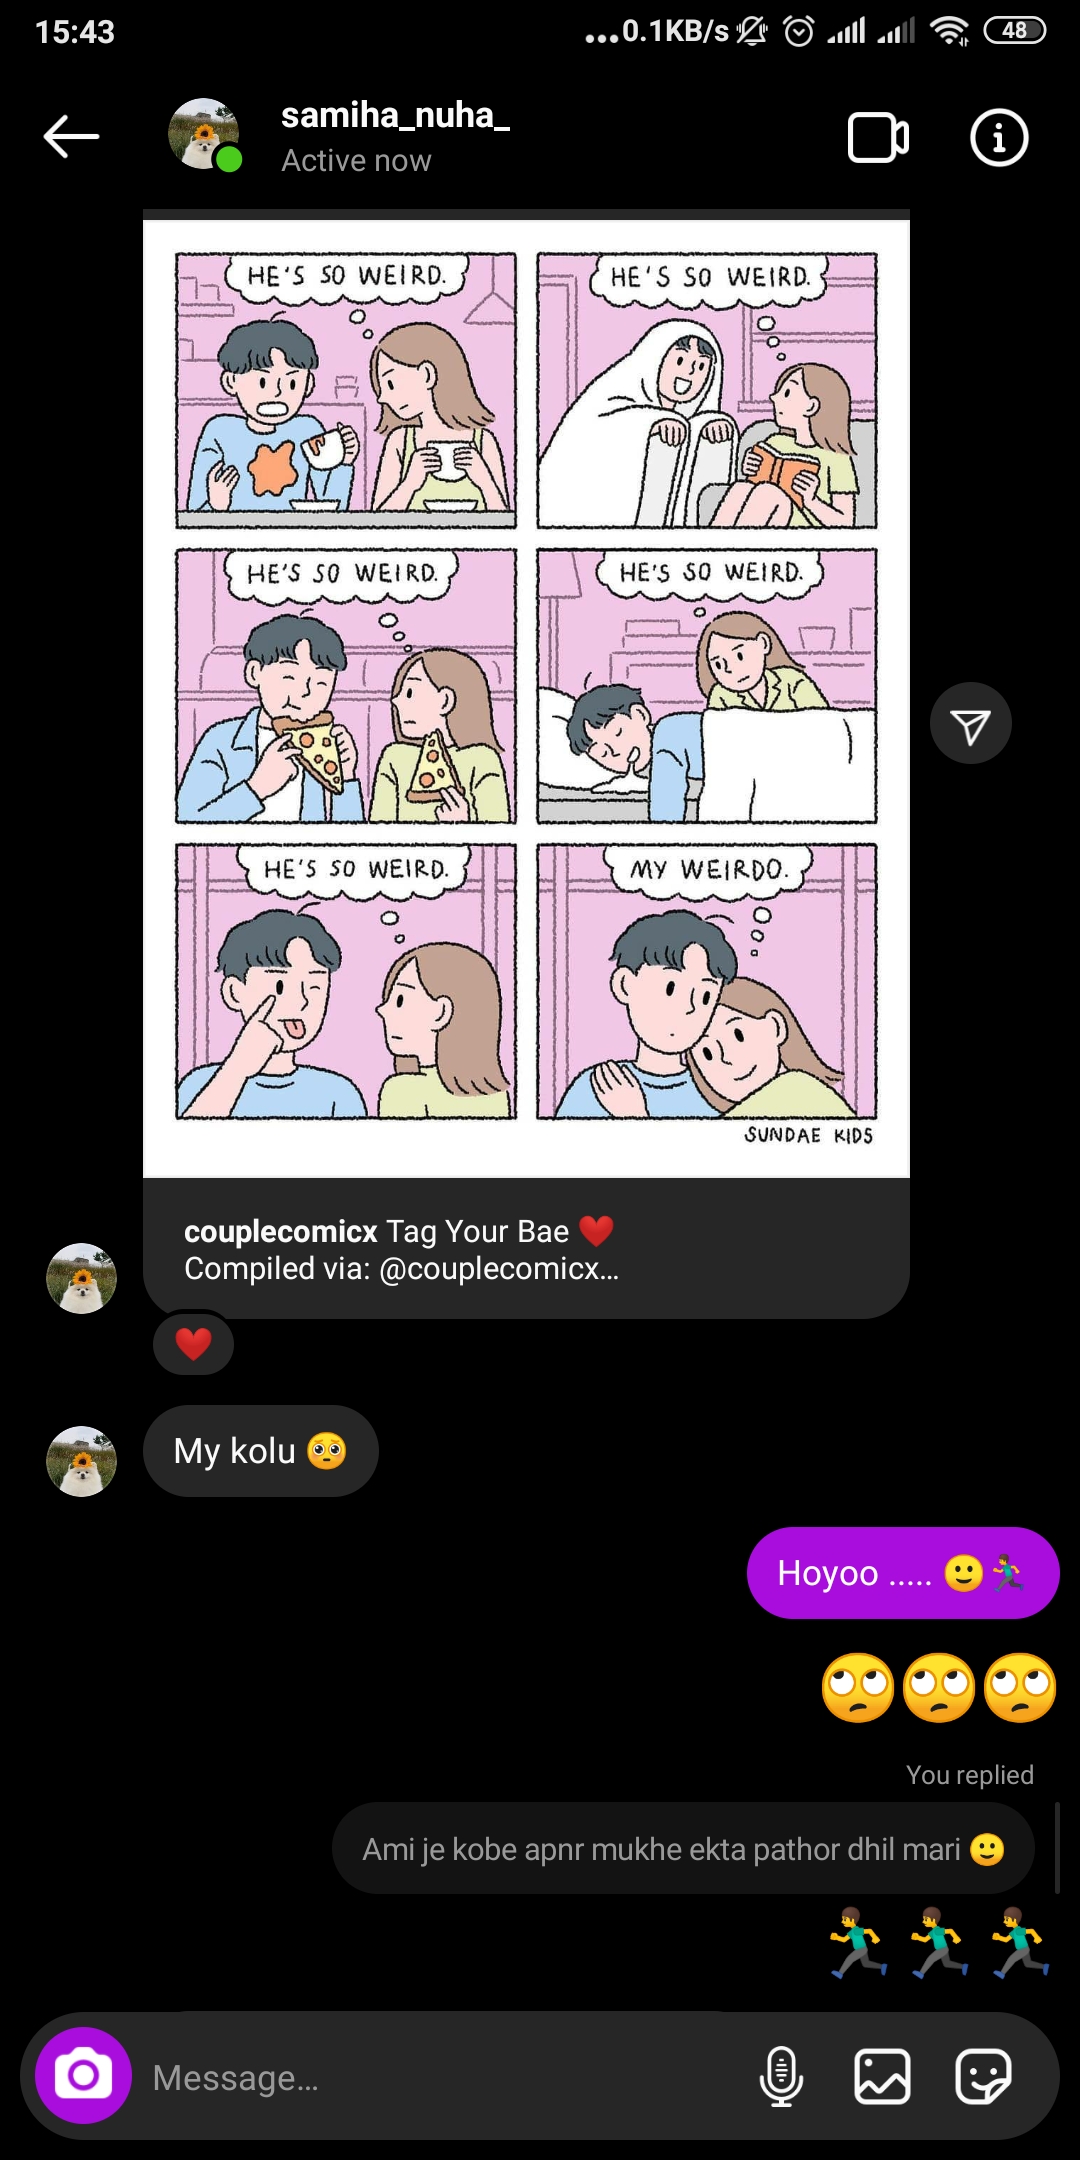 15:43
...0.1KB/s
48
samiha_nuha_
Active now
HE'S SO WEIRD.
HE'S SO WEIRD.
HE'S SO WEIRD.
HE'S SO WEIRD.
HE'S SO WEIRD.
MY WEIRDO.
SUNDAE KIDS
couplecomicx Tag Your Bae ❤️
Compiled via: @couplecomicx...
❤️
My kolu 🥺
Hoyoo ..... 🙂🏃‍♂️
🙄🙄🙄
You replied
Ami je kobe apnr mukhe ekta pathor dhil mari 🙂
🏃‍♂️🏃‍♂️🏃‍♂️
Message...